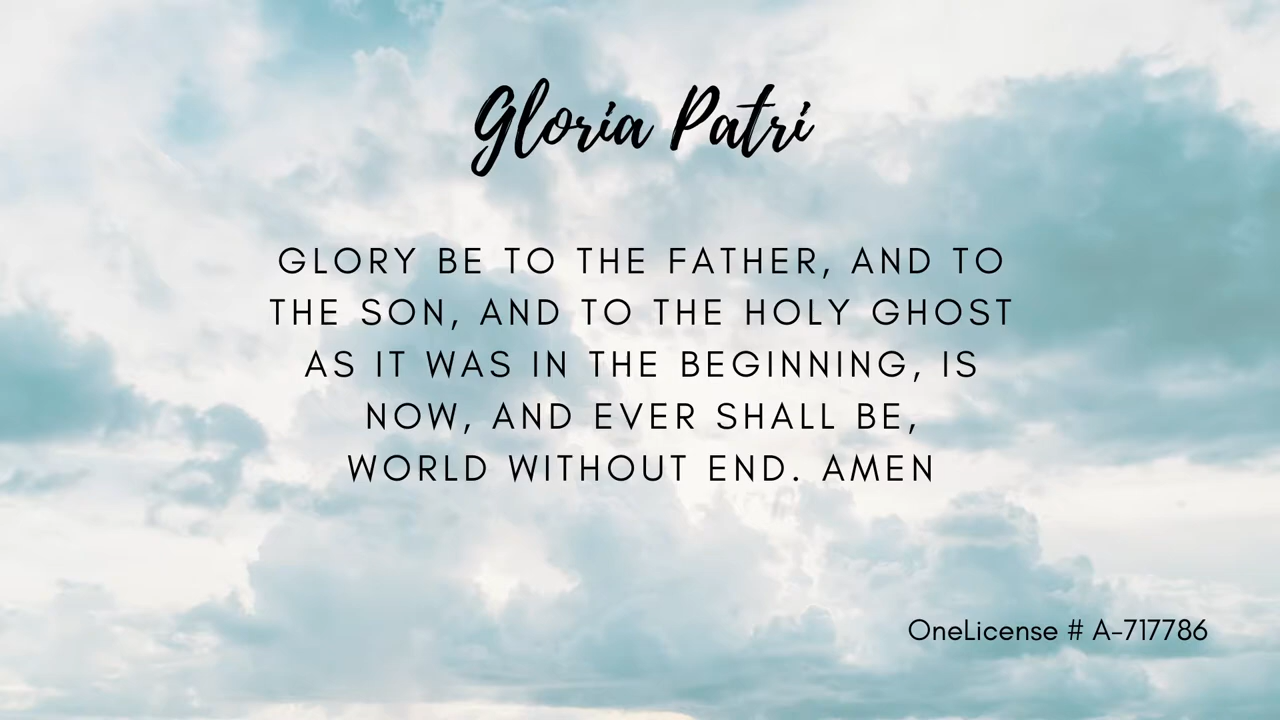 Gloria Patri
GLORY BE TO THE FATHER, AND TO
THE SON, AND TO THE HOLY GHOST
AS IT WAS IN THE BEGINNING, IS
NOW, AND EVER SHALL BE,
WORLD WITHOUT END. AMEN
OneLicense # A-717786